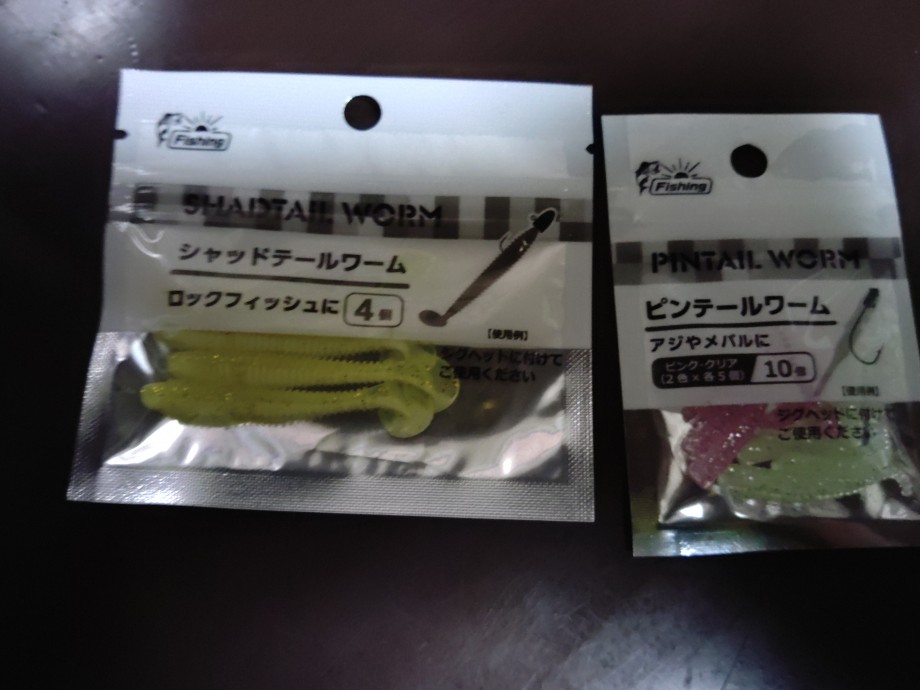 Fishing
SHADTAIL WORM
シャッドテールワーム
ロックフィッシュに 4個
【使用例】
ジグヘットに付けて
ご使用ください
Fishing
PINTAIL WORM
ピンテールワーム
アジやメバルに
ピンク・クリア
(2色×各5個)
10個
【使用例】
ジグヘットに付けて
ご使用ください